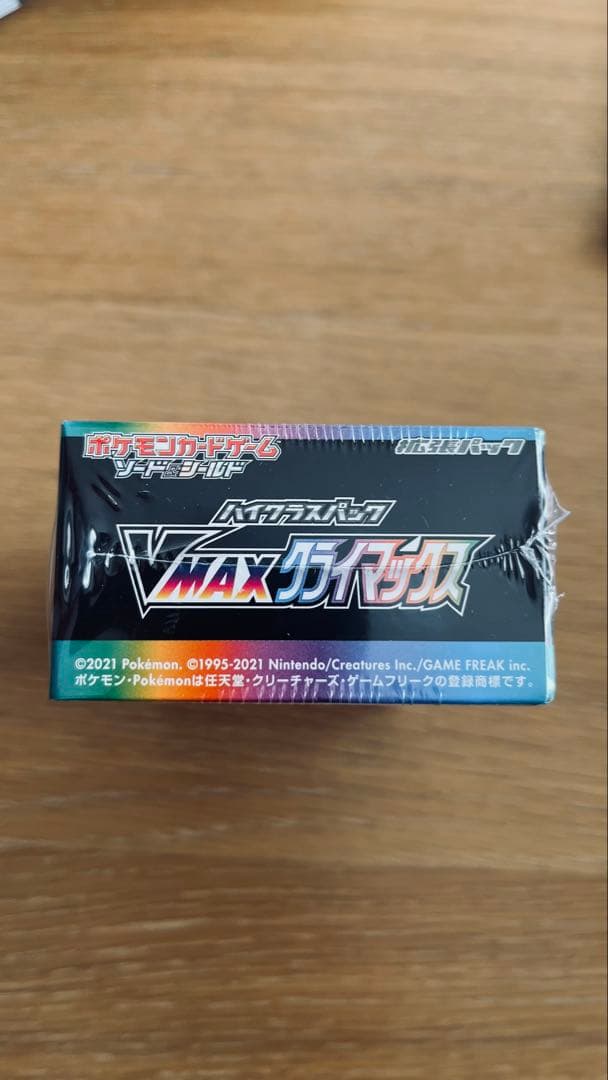 ポケモンカードゲーム
ソード&シールド
拡張パック
ハイクラスパック
VMAXクライマックス
©2021 Pokémon. ©1995-2021 Nintendo/Creatures Inc./GAME FREAK inc.
ポケモン・Pokémonは任天堂・クリーチャーズ・ゲームフリークの登録商標です。